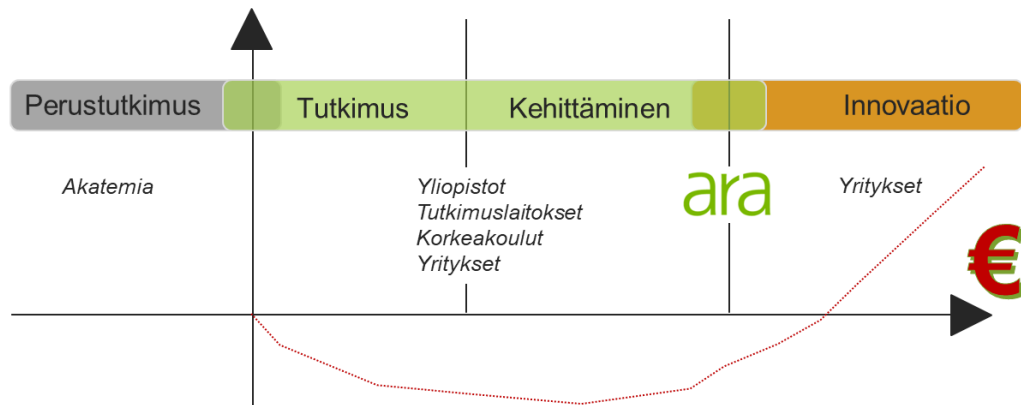 Perustutkimus
Tutkimus
Kehittäminen
Innovaatio
Akatemia
Yliopistot
Tutkimuslaitokset
Korkeakoulut
Yritykset
ara
Yritykset
€